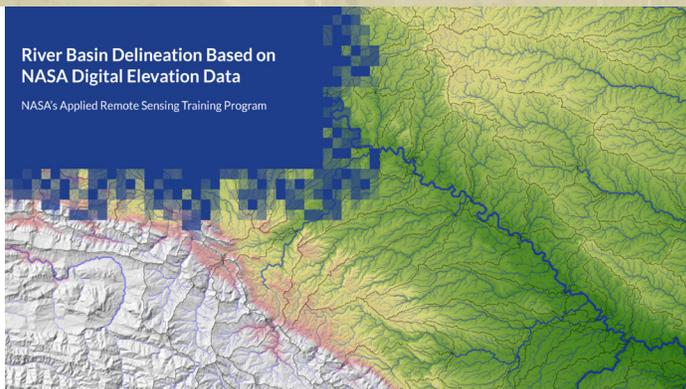 River Basin Delineation Based on
NASA Digital Elevation Data
NASA's Applied Remote Sensing Training Program